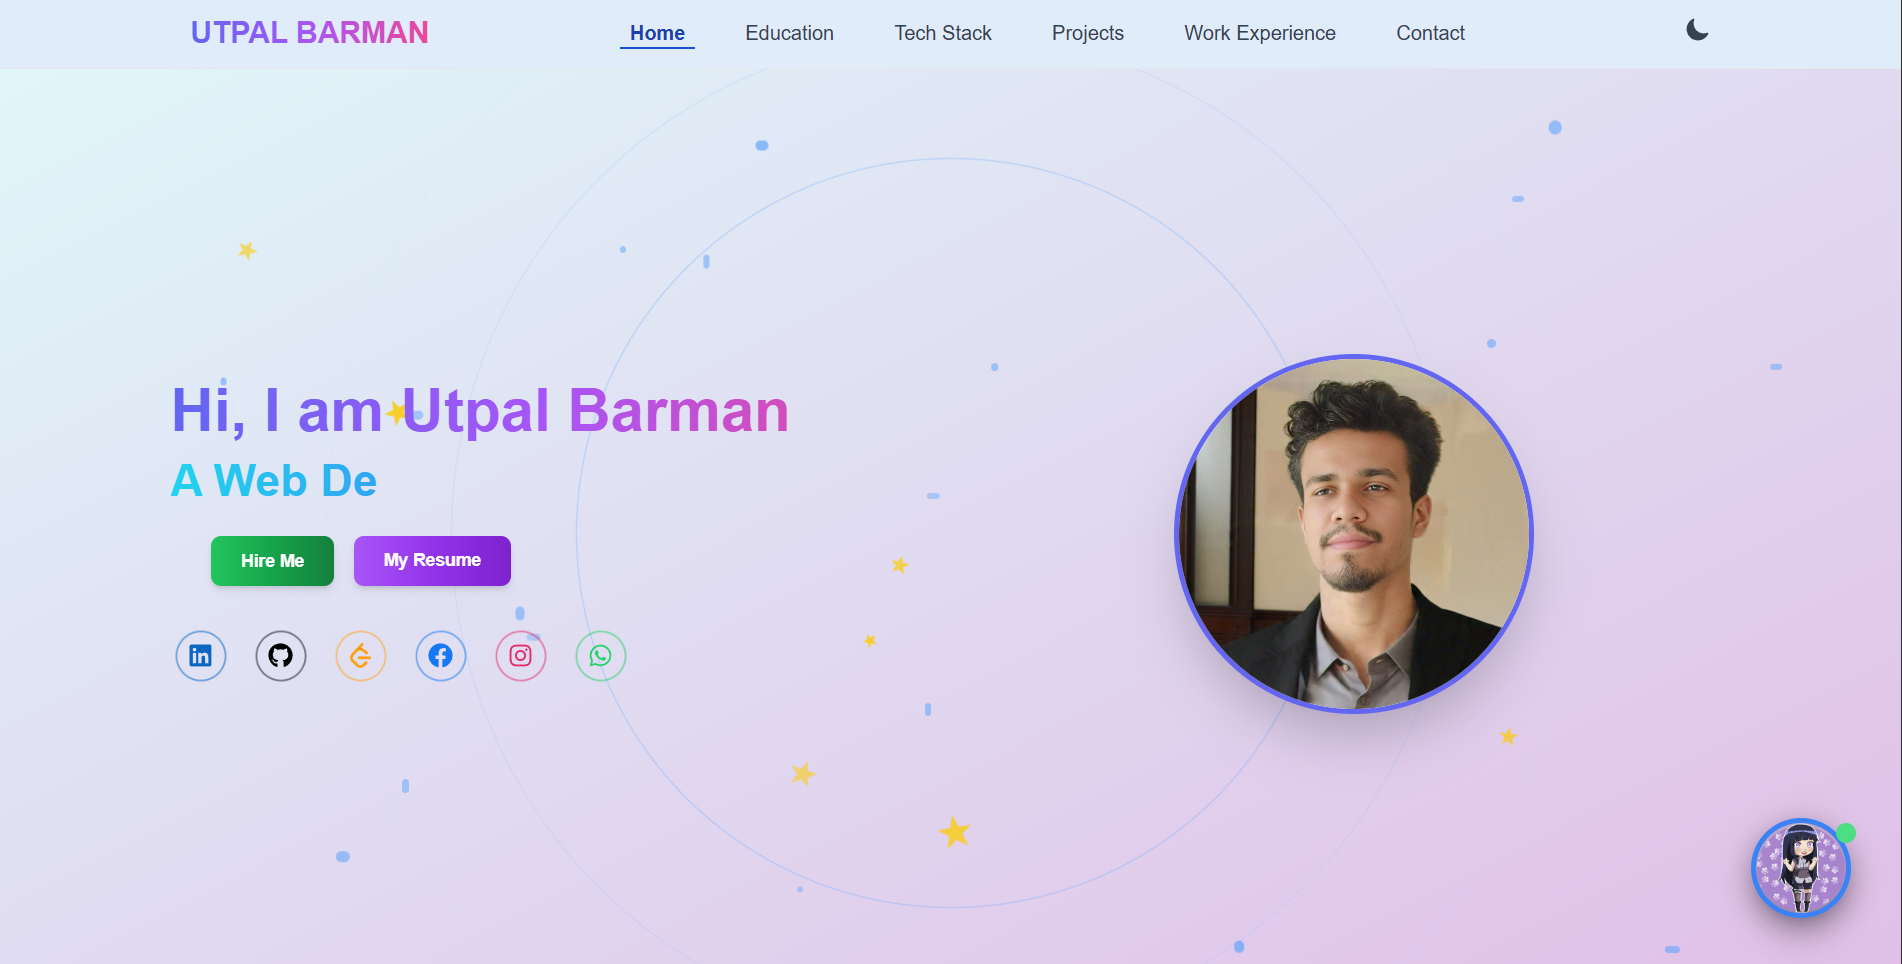 UTPAL BARMAN
Home Education Tech Stack Projects Work Experience Contact
Hi, I am Utpal Barman
A Web De
Hire Me My Resume